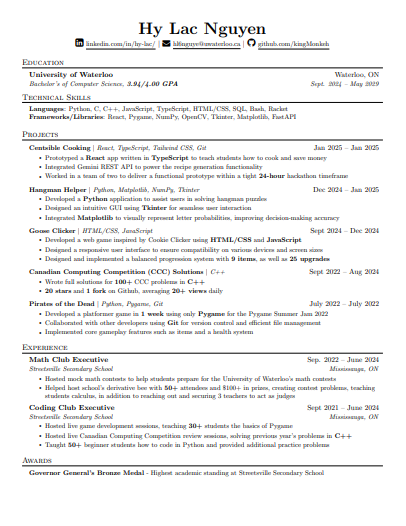 Hy Lac Nguyen
linkedin.com/in/hy-lac/ | hl6nguye@uwaterloo.ca | github.com/kingMonkeh
Education
University of Waterloo Waterloo, ON
Bachelor's of Computer Science, 3.94/4.00 GPA Sept. 2024 – May 2029
Technical Skills
Languages: Python, C, C++, JavaScript, TypeScript, HTML/CSS, SQL, Bash, Racket
Frameworks/Libraries: React, Pygame, NumPy, OpenCV, Tkinter, Matplotlib, FastAPI
Projects
Centsible Cooking | React, TypeScript, Tailwind CSS, Git Jan 2025 – Jan 2025
• Prototyped a React app written in TypeScript to teach students how to cook and save money
• Integrated Gemini REST API to power the recipe generation functionality
• Worked in a team of two to deliver a functional prototype within a tight 24-hour hackathon timeframe
Hangman Helper | Python, Matplotlib, NumPy, Tkinter Dec 2024 – Jan 2025
• Developed a Python application to assist users in solving hangman puzzles
• Designed an intuitive GUI using Tkinter for seamless user interaction
• Integrated Matplotlib to visually represent letter probabilities, improving decision-making accuracy
Goose Clicker | HTML/CSS, JavaScript Sept 2024 – Dec 2024
• Developed a web game inspired by Cookie Clicker using HTML/CSS and JavaScript
• Designed a responsive user interface to ensure compatibility on various devices and screen sizes
• Designed and implemented a balanced progression system with 9 items, as well as 25 upgrades
Canadian Computing Competition (CCC) Solutions | C++ Sept 2022 – Aug 2024
• Wrote full solutions for 100+ CCC problems in C++
• 20 stars and 1 fork on Github, averaging 20+ views daily
Pirates of the Dead | Python, Pygame, Git July 2022 – July 2022
• Developed a platformer game in 1 week using only Pygame for the Pygame Summer Jam 2022
• Collaborated with other developers using Git for version control and efficient file management
• Implemented core gameplay features such as items and a health system
Experience
Math Club Executive Sep. 2022 – June 2024
Streetsville Secondary School Mississauga, ON
• Hosted mock math contests to help students prepare for the University of Waterloo's math contests
• Helped host school's derivative bee with 50+ attendees and $100+ in prizes, creating contest problems, teaching
students calculus, in addition to reaching out and securing 3 teachers to act as judges
Coding Club Executive Sept 2021 – June 2024
Streetsville Secondary School Mississauga, ON
• Hosted live game development sessions, teaching 30+ students the basics of Pygame
• Hosted live Canadian Computing Competition review sessions, solving previous year's problems in C++
• Taught 50+ beginner students how to code in Python and provided additional practice problems
Awards
Governor General's Bronze Medal - Highest academic standing at Streetsville Secondary School